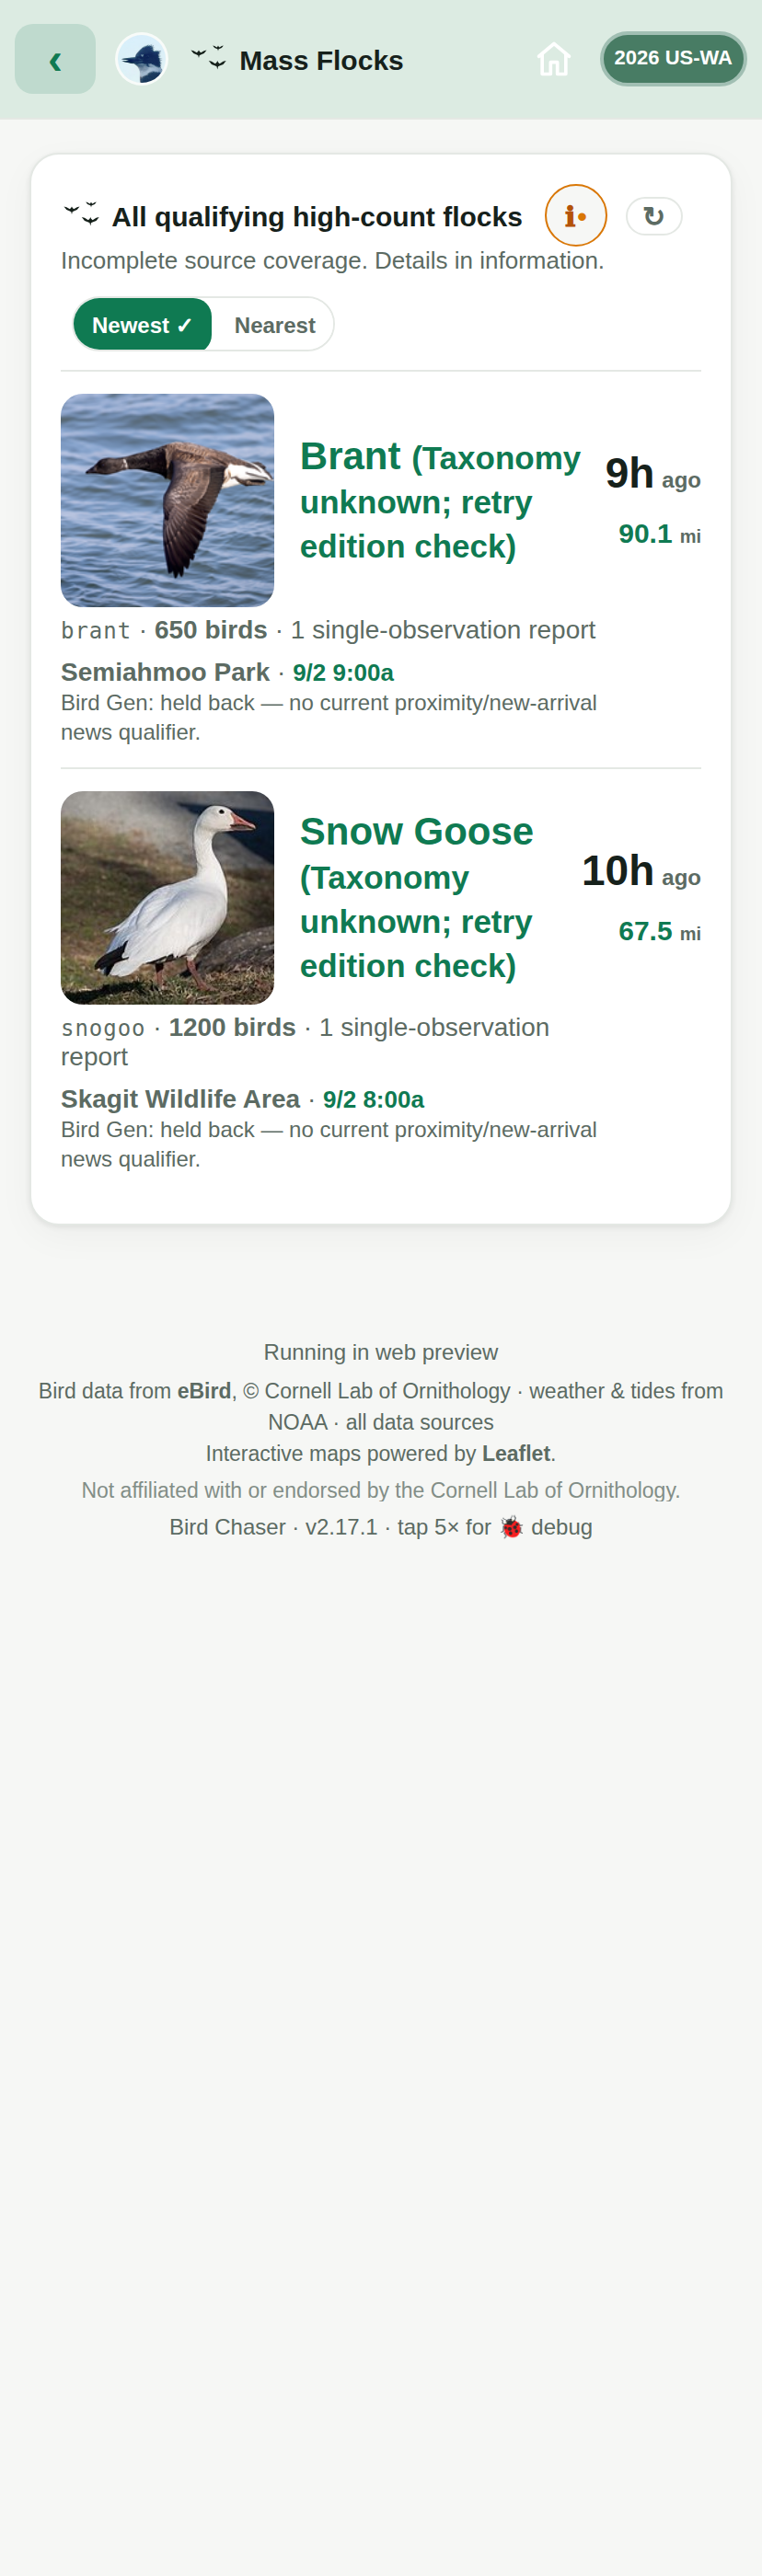 ‹ Mass Flocks 2026 US-WA
All qualifying high-count flocks i• ↻
Incomplete source coverage. Details in information.
Newest ✓ Nearest
Brant (Taxonomy
unknown; retry
edition check)
9h ago
90.1 mi
brant · 650 birds · 1 single-observation report
Semiahmoo Park · 9/2 9:00a
Bird Gen: held back — no current proximity/new-arrival
news qualifier.
Snow Goose
(Taxonomy
unknown; retry
edition check)
10h ago
67.5 mi
snogoo · 1200 birds · 1 single-observation
report
Skagit Wildlife Area · 9/2 8:00a
Bird Gen: held back — no current proximity/new-arrival
news qualifier.
Running in web preview
Bird data from eBird, © Cornell Lab of Ornithology · weather & tides from
NOAA · all data sources
Interactive maps powered by Leaflet.
Not affiliated with or endorsed by the Cornell Lab of Ornithology.
Bird Chaser · v2.17.1 · tap 5× for 🐞 debug